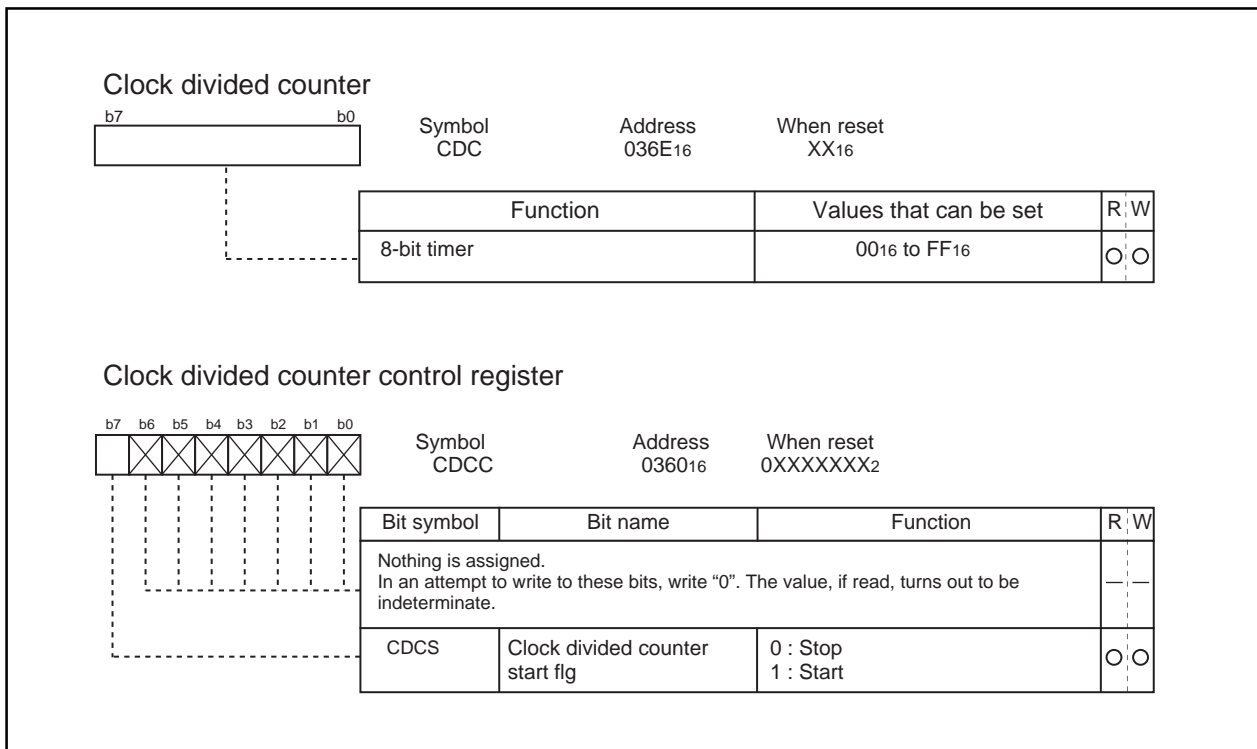 Clock divided counter
b7 b0
Symbol Address When reset
CDC 036E16 XX16
Function Values that can be set R W
8-bit timer 0016 to FF16 O O
Clock divided counter control register
b7 b6 b5 b4 b3 b2 b1 b0
Symbol Address When reset
CDCC 036016 0XXXXXXX2
Bit symbol Bit name Function R W
Nothing is assigned.
In an attempt to write to these bits, write “0”. The value, if read, turns out to be — —
indeterminate.
CDCS Clock divided counter 0 : Stop O O
start flg 1 : Start